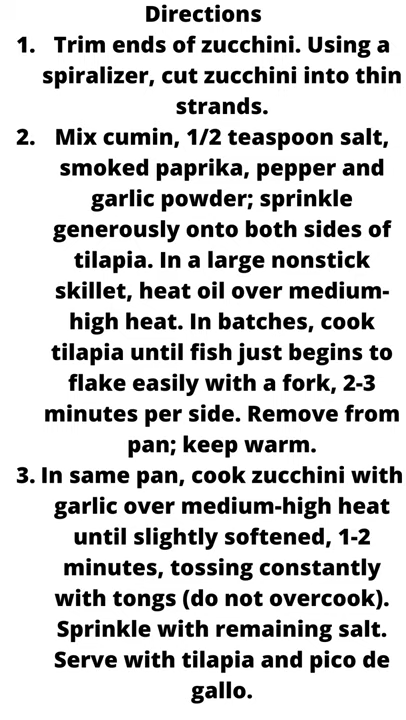 Directions
1. Trim ends of zucchini. Using a
spiralizer, cut zucchini into thin
strands.
2. Mix cumin, 1/2 teaspoon salt,
smoked paprika, pepper and
garlic powder; sprinkle
generously onto both sides of
tilapia. In a large nonstick
skillet, heat oil over medium-
high heat. In batches, cook
tilapia until fish just begins to
flake easily with a fork, 2-3
minutes per side. Remove from
pan; keep warm.
3. In same pan, cook zucchini with
garlic over medium-high heat
until slightly softened, 1-2
minutes, tossing constantly
with tongs (do not overcook).
Sprinkle with remaining salt.
Serve with tilapia and pico de
gallo.